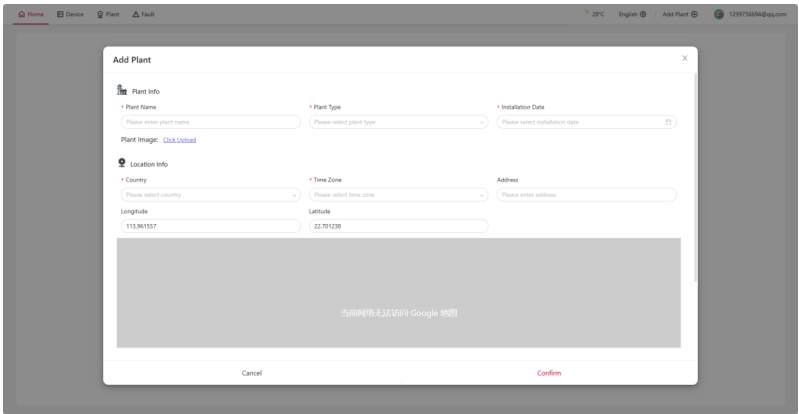 Home Device Plant Fault 28°C English Add Plant 1299756694@qq.com
Add Plant X
Plant Info
* Plant Name * Plant Type * Installation Date
Please enter plant name Please select plant type Please select installation date
Plant Image: Click Upload
Location Info
* Country * Time Zone Address
Please select country Please select time zone Please enter address
Longitude Latitude
113.961557 22.701238
当前网络无法访问 Google 地图
Cancel Confirm